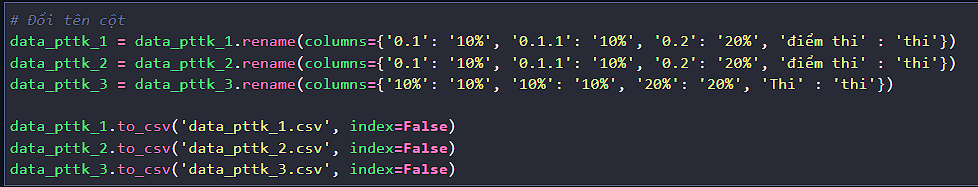 # Đổi tên cột
data_pttk_1 = data_pttk_1.rename(columns={'0.1': '10%', '0.1.1': '10%', '0.2': '20%', 'điểm thi' : 'thi'})
data_pttk_2 = data_pttk_2.rename(columns={'0.1': '10%', '0.1.1': '10%', '0.2': '20%', 'điểm thi' : 'thi'})
data_pttk_3 = data_pttk_3.rename(columns={'10%': '10%', '10%': '10%', '20%': '20%', 'Thi' : 'thi'})
data_pttk_1.to_csv('data_pttk_1.csv', index=False)
data_pttk_2.to_csv('data_pttk_2.csv', index=False)
data_pttk_3.to_csv('data_pttk_3.csv', index=False)